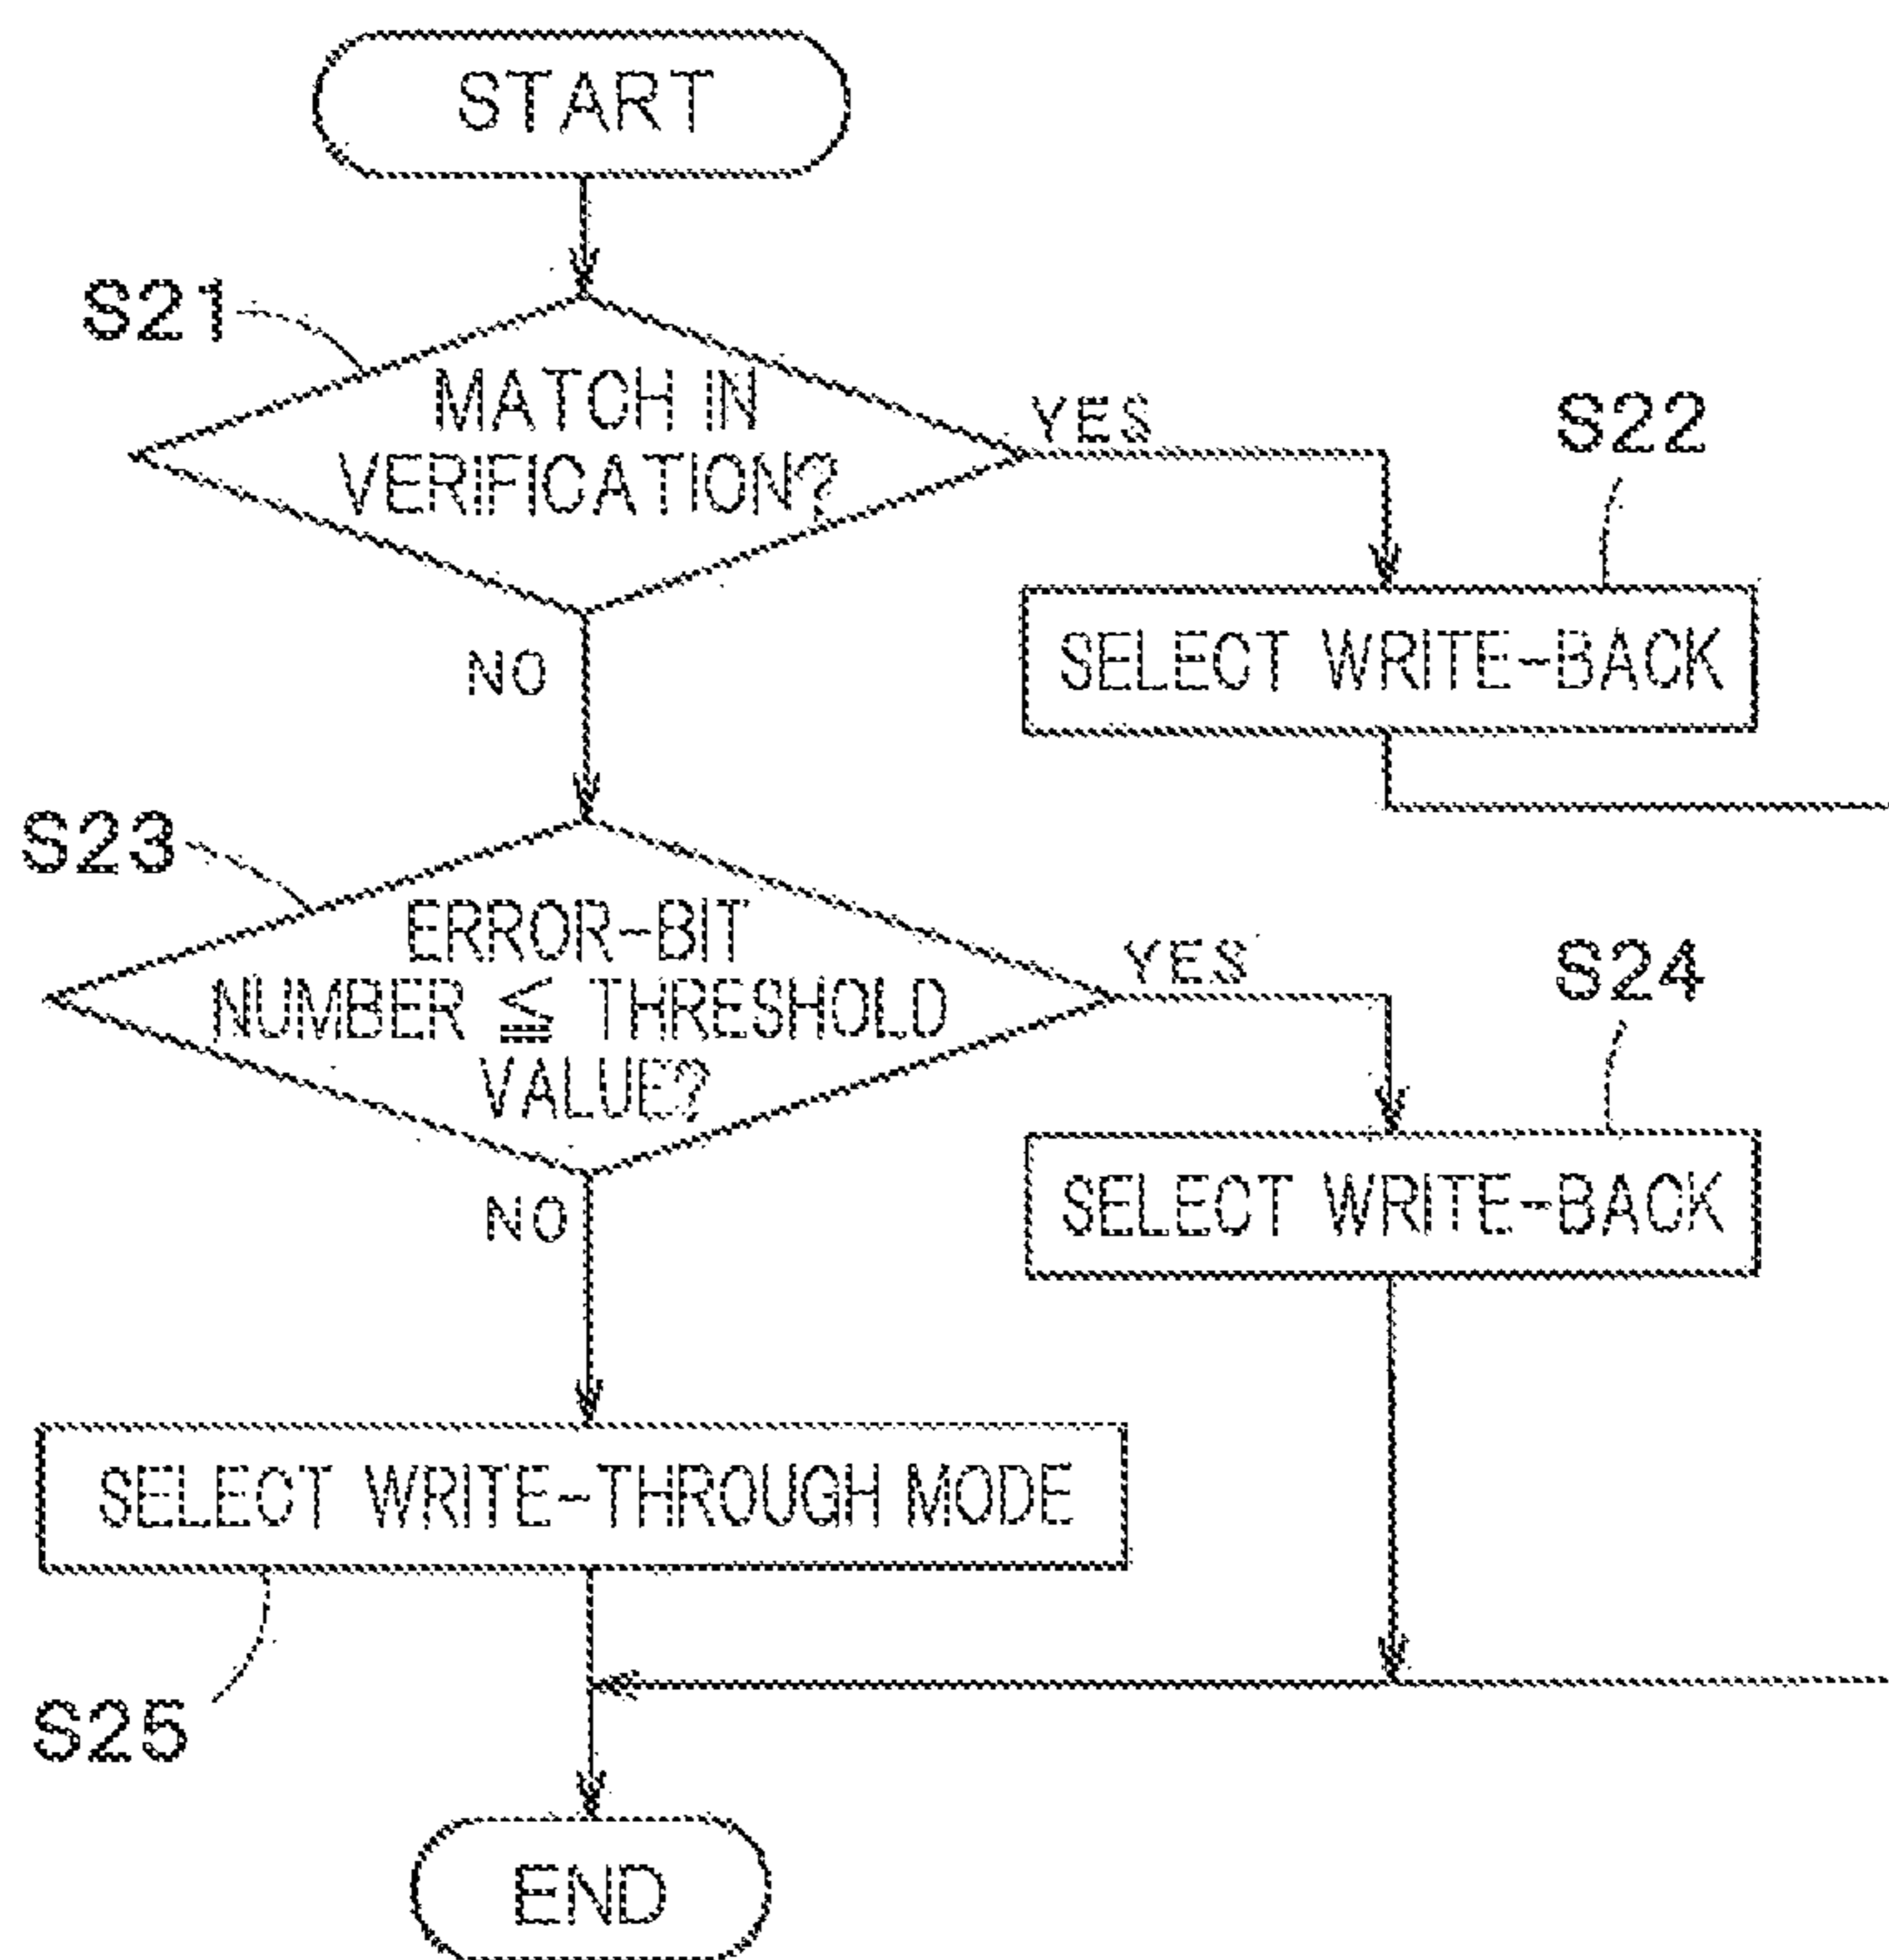 START
S21
MATCH IN
VERIFICATION?
YES
S22
SELECT WRITE-BACK
NO
S23
ERROR-BIT
NUMBER ≦ THRESHOLD
VALUE?
YES
S24
SELECT WRITE-BACK
NO
SELECT WRITE-THROUGH MODE
S25
END